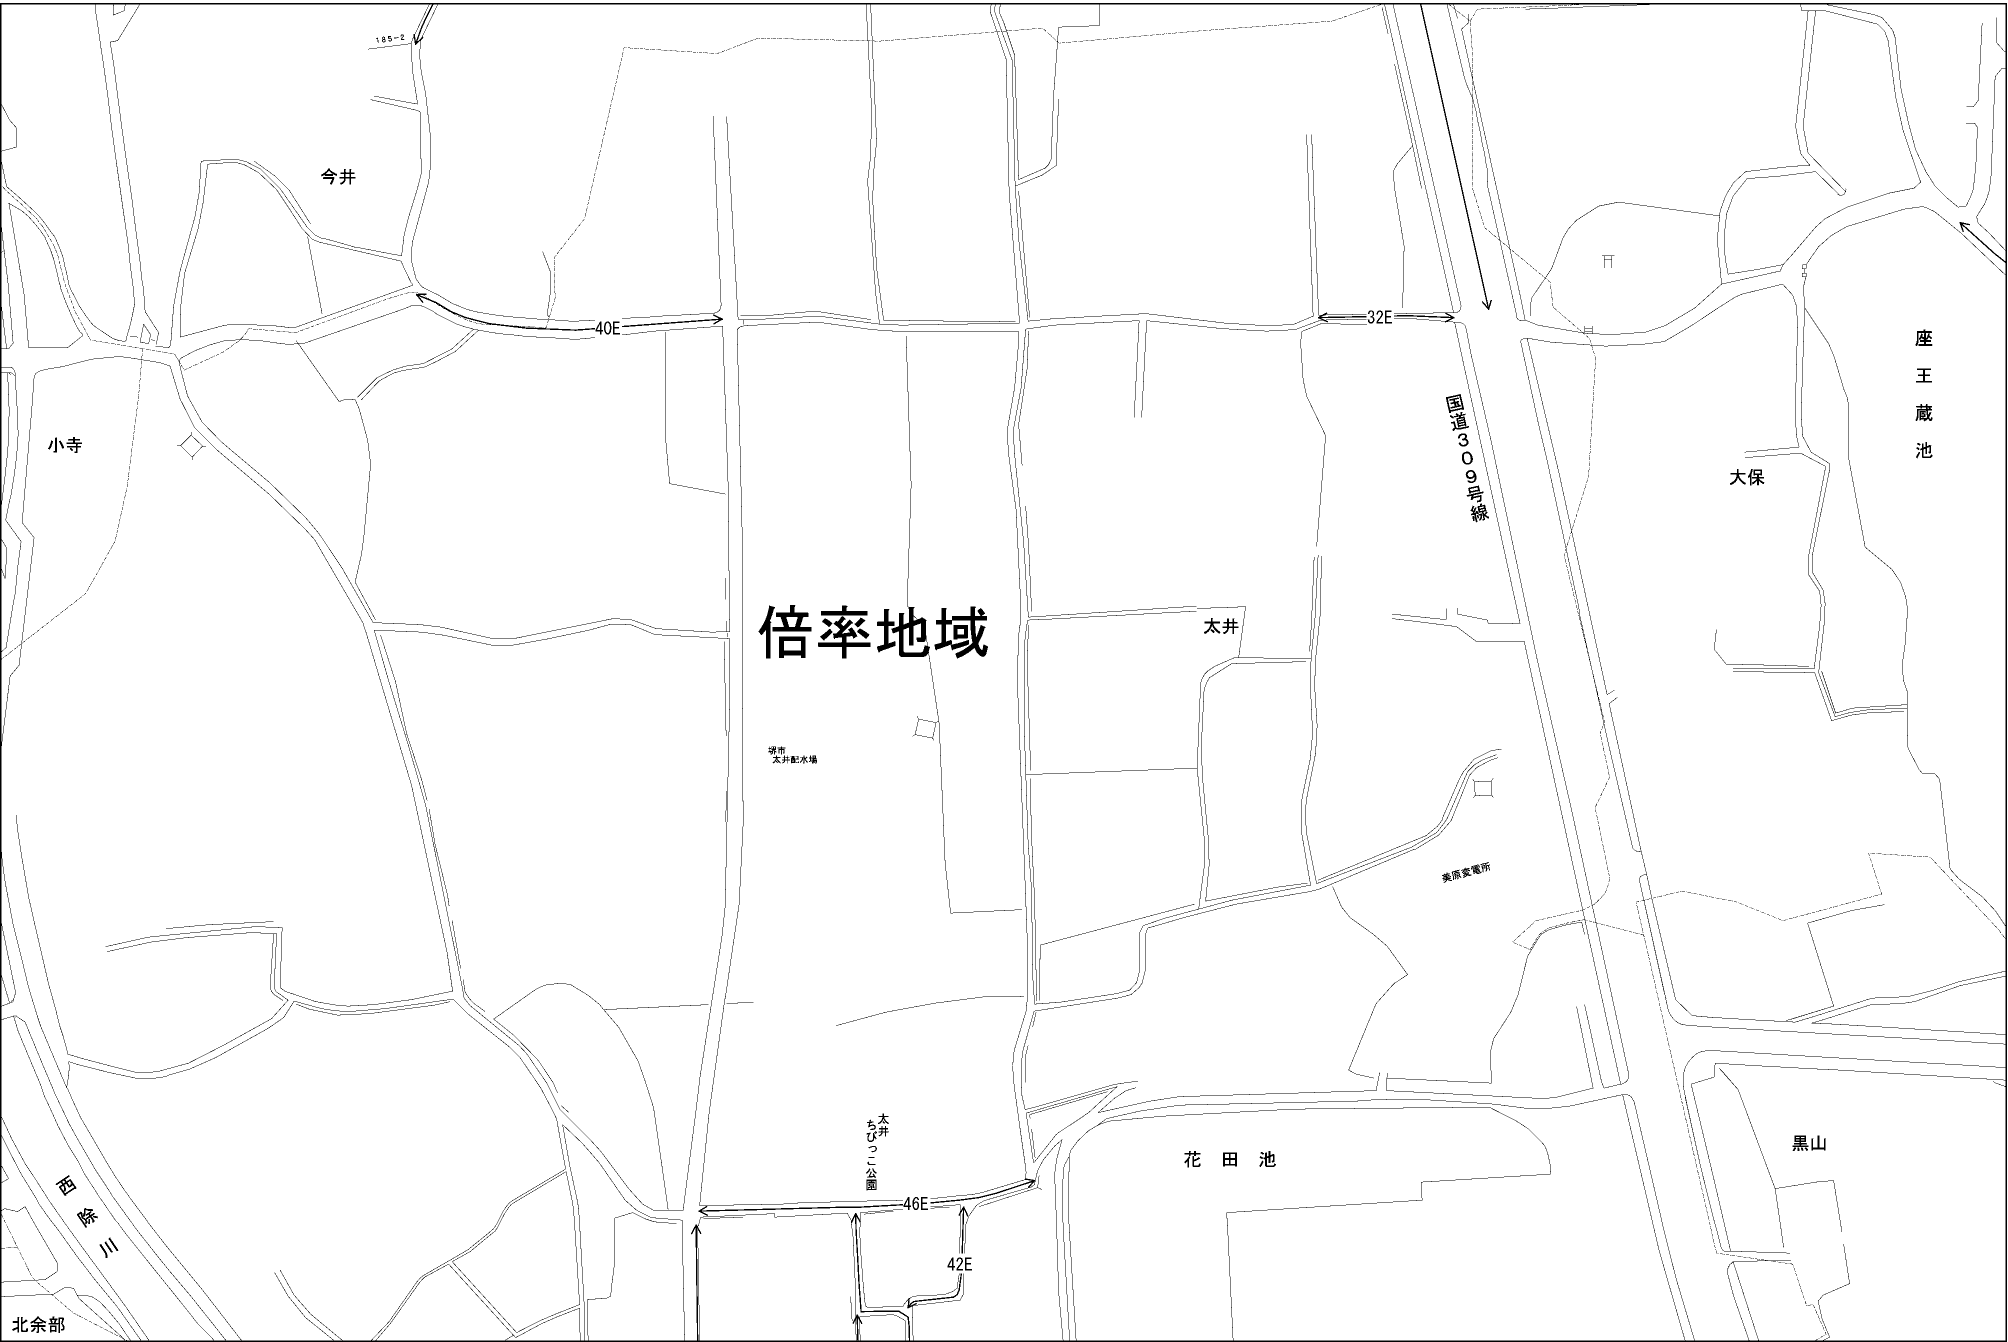 185-2
今井
40E
32E
座王蔵池
国道309号線
小寺
大保
倍率地域
太井
堺市
太井配水場
美原変電所
太井
ちびっこ公園
花田池
黒山
西除川
46E
42E
北余部